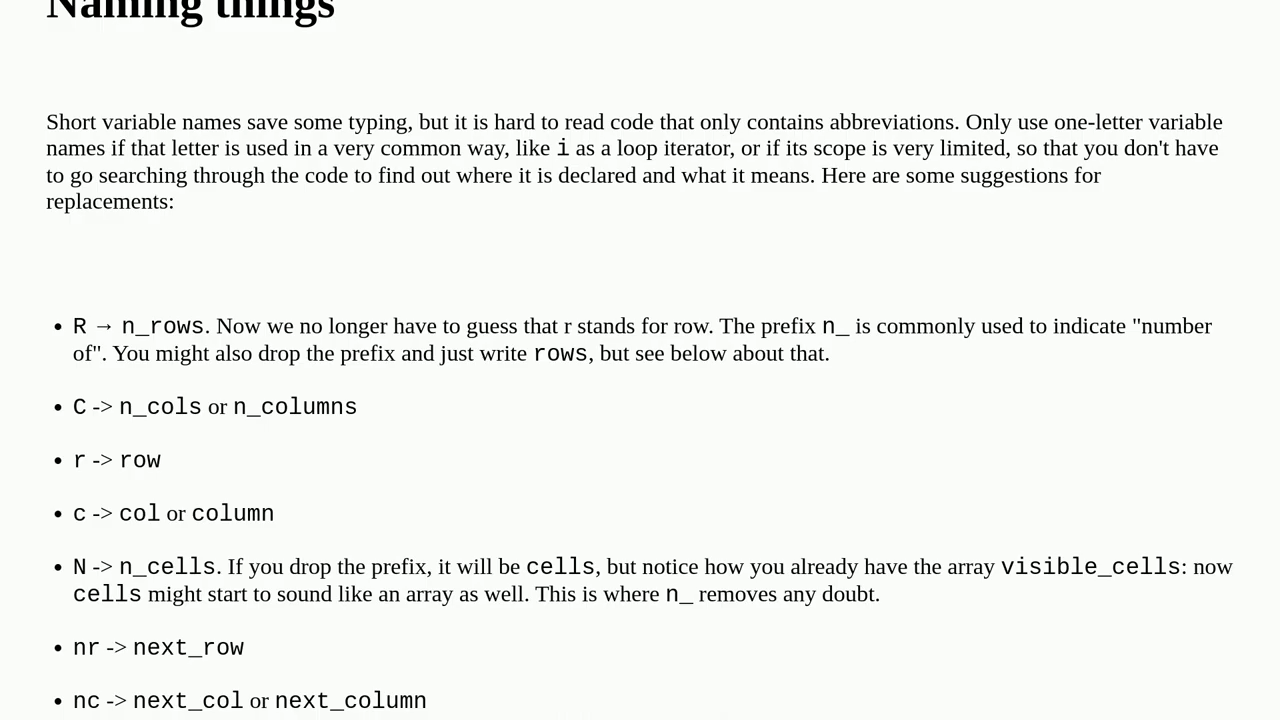 Naming things
Short variable names save some typing, but it is hard to read code that only contains abbreviations. Only use one-letter variable
names if that letter is used in a very common way, like i as a loop iterator, or if its scope is very limited, so that you don't have
to go searching through the code to find out where it is declared and what it means. Here are some suggestions for
replacements:
• R → n_rows. Now we no longer have to guess that r stands for row. The prefix n_ is commonly used to indicate "number
of". You might also drop the prefix and just write rows, but see below about that.
• C -> n_cols or n_columns
• r -> row
• c -> col or column
• N -> n_cells. If you drop the prefix, it will be cells, but notice how you already have the array visible_cells: now
cells might start to sound like an array as well. This is where n_ removes any doubt.
• nr -> next_row
• nc -> next_col or next_column